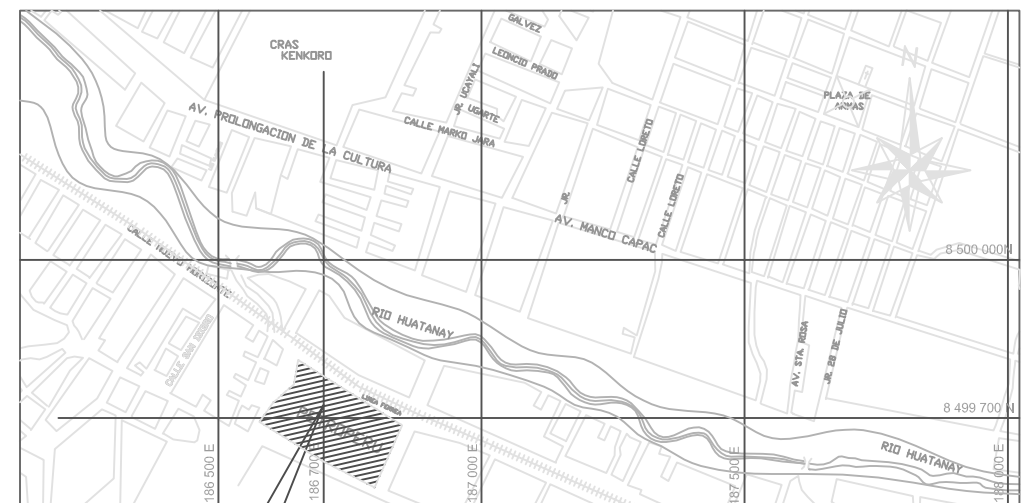 GALVEZ
CRAS
KENKORO
LEONCIO PRADO
JR. UCAYALI
UGARTE
PLAZA DE
ARMAS
N
AV. PROLONGACION DE LA CULTURA
CALLE MARKO JARA
CALLE LORETO
CALLE LORETO
JR.
AV. MANCO CAPAC
CALLE NUEVO HORIZONTE
8 500 000N
RIO HUATANAY
AV. STA. ROSA
JR. 28 DE JULIO
LINEA FERREA
PETROPERU
8 499 700 N
RIO HUATANAY
186 500 E
186 700
187 000 E
187 500 E
188 000 E